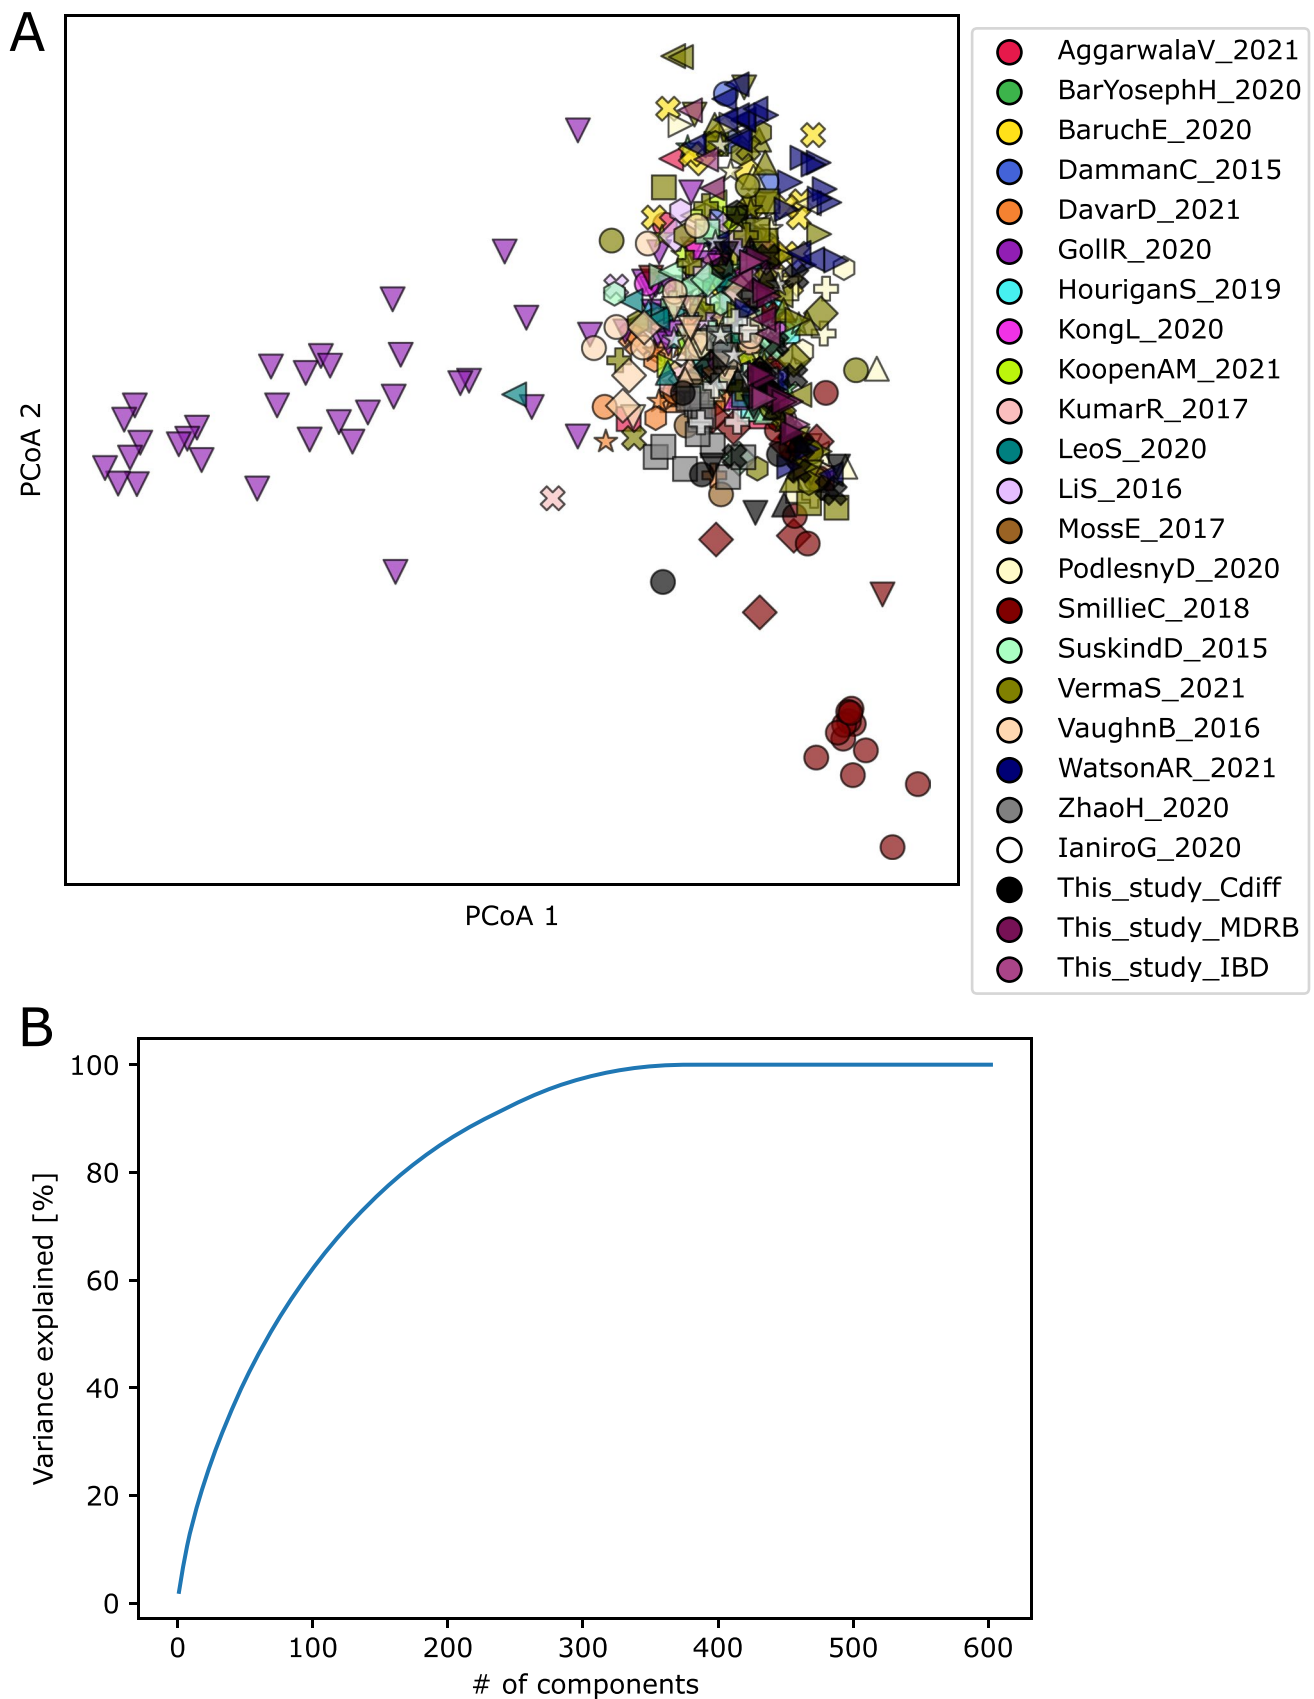 A
PCoA 2
PCoA 1
AggarwalaV_2021
BarYosephH_2020
BaruchE_2020
DammanC_2015
DavarD_2021
GollR_2020
HouriganS_2019
KongL_2020
KoopenAM_2021
KumarR_2017
LeoS_2020
LiS_2016
MossE_2017
PodlesnyD_2020
SmillieC_2018
SuskindD_2015
VermaS_2021
VaughnB_2016
WatsonAR_2021
ZhaoH_2020
IaniroG_2020
This_study_Cdiff
This_study_MDRB
This_study_IBD
B
Variance explained [%]
100
80
60
40
20
0
0 100 200 300 400 500 600
# of components